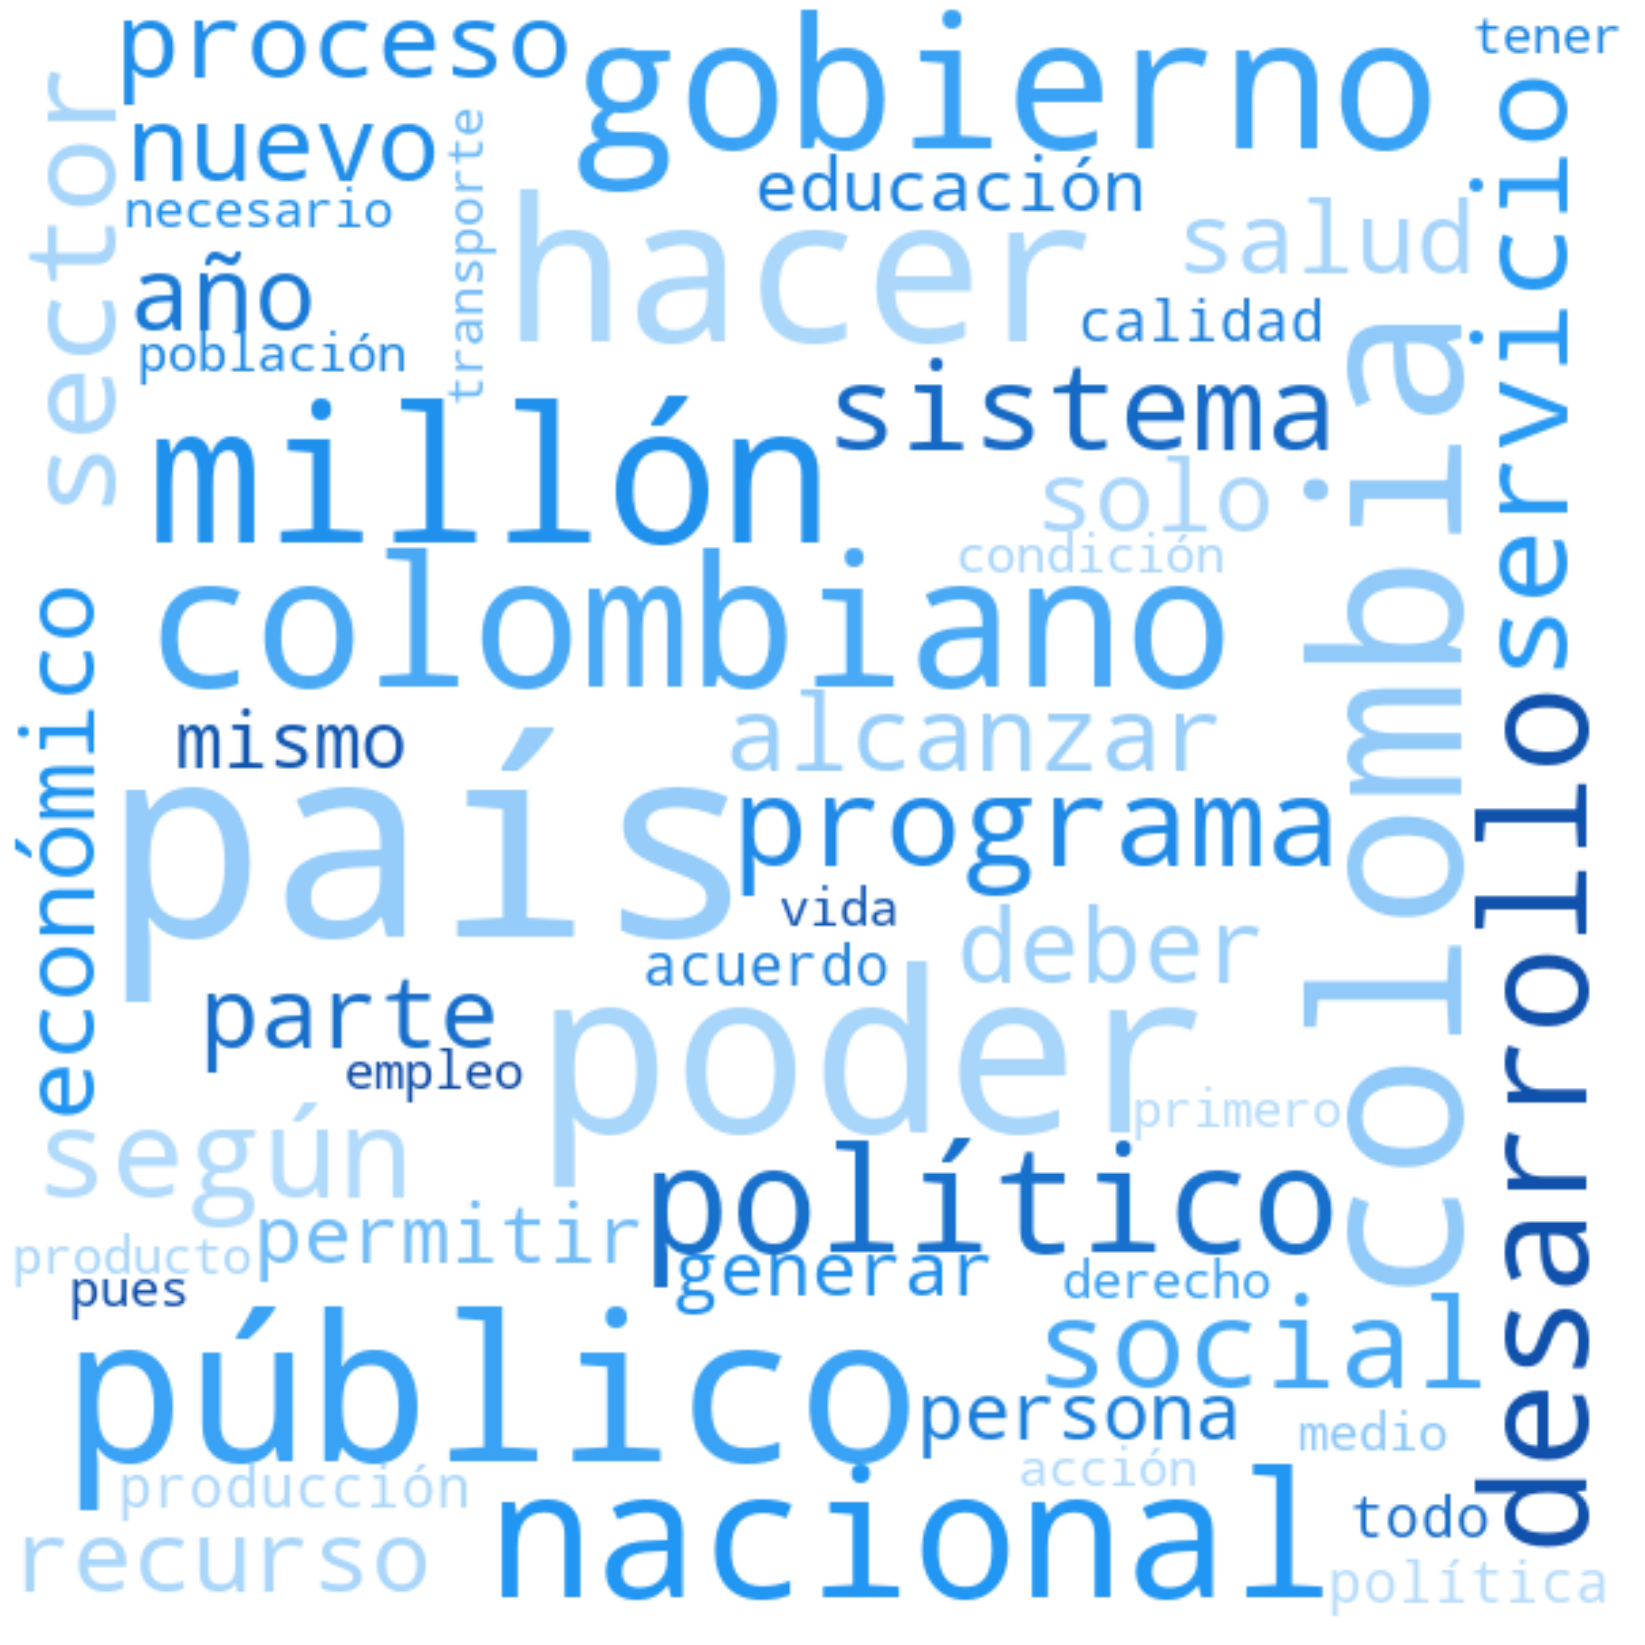 proceso
gobierno
tener
sector
nuevo
transporte
educación
servicio
necesario
hacer
salud
año
calidad
población
sistema
colombia
millón
solo
condición
colombiano
económico
mismo
alcanzar
desarrollo
país
programa
vida
deber
acuerdo
parte
poder
empleo
primero
según
político
permitir
producto
generar
derecho
pues
público
social
persona
medio
acción
producción
nacional
todo
recurso
política